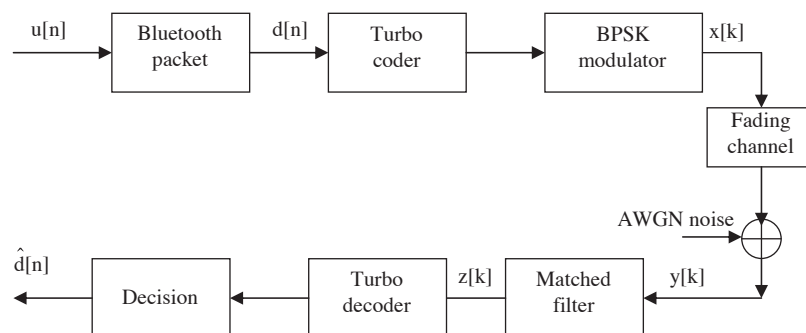 u[n]
Bluetooth
packet
d[n]
Turbo
coder
BPSK
modulator
x[k]
Fading
channel
AWGN noise
y[k]
Matched
filter
z[k]
Turbo
decoder
Decision
d̂[n]